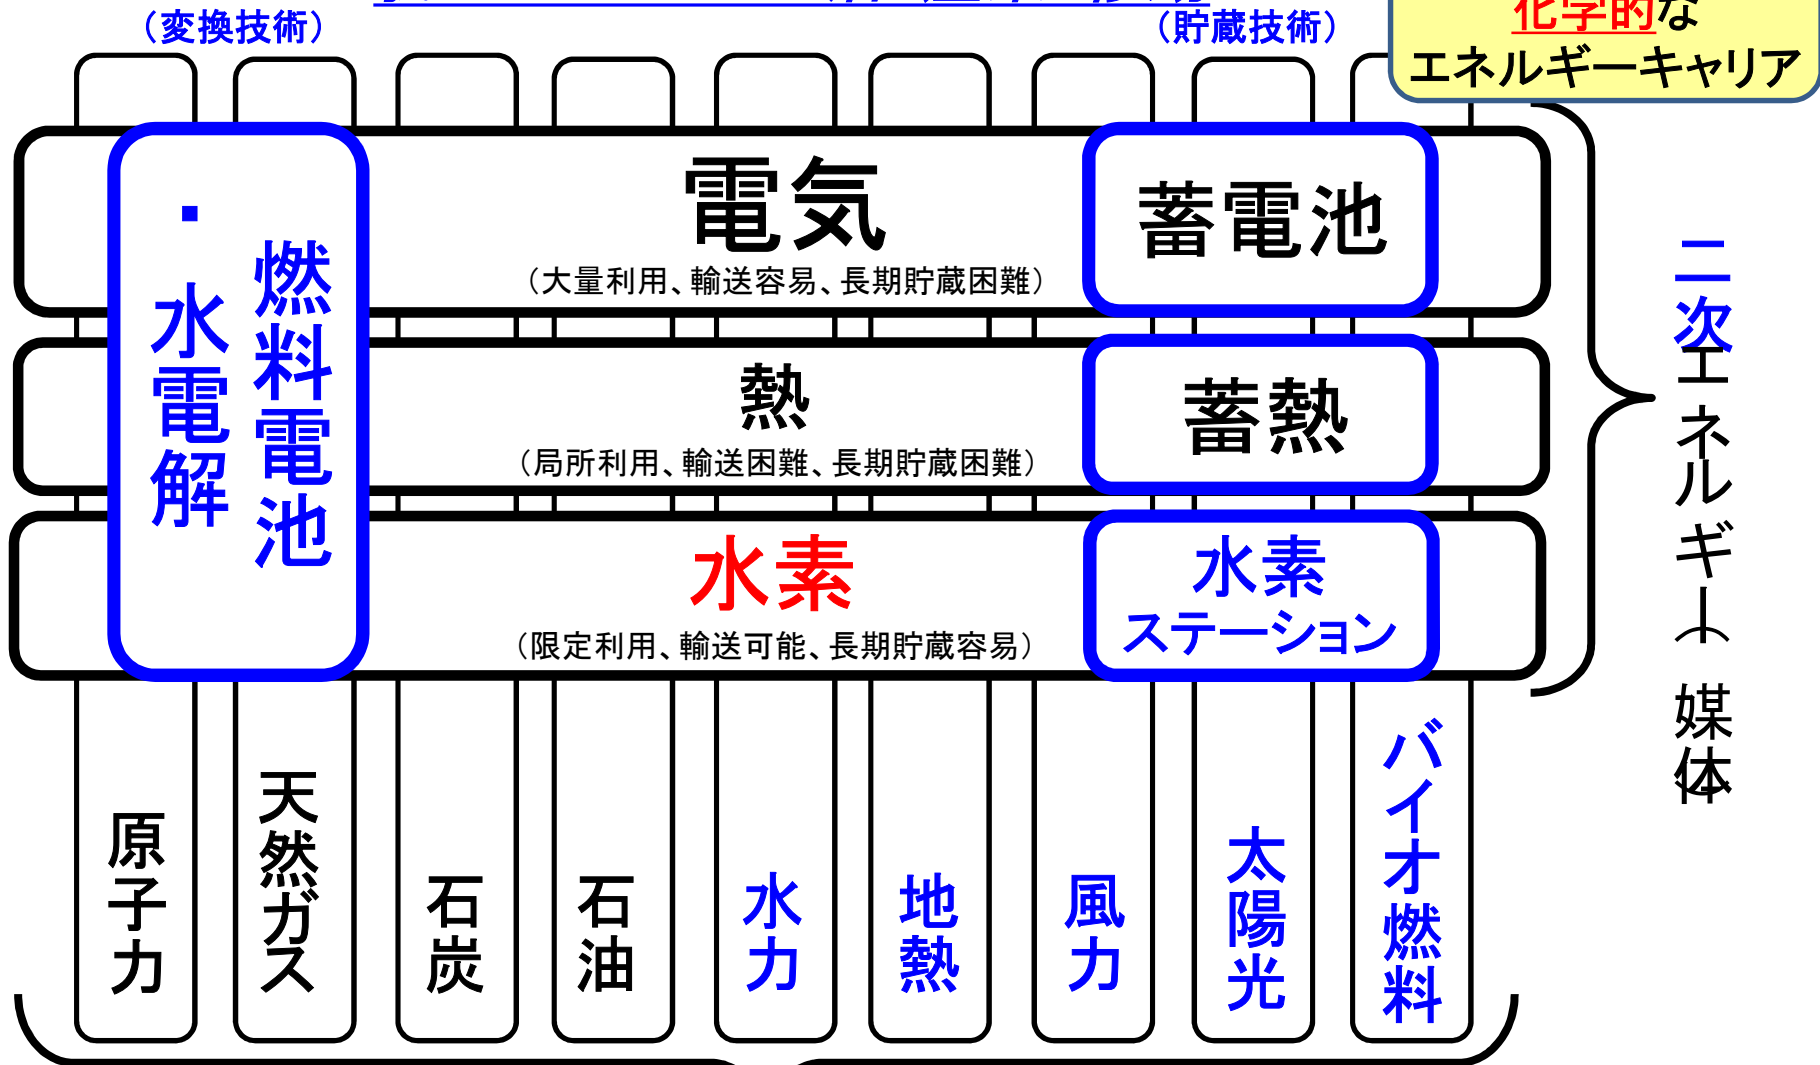 （変換技術）
（貯蔵技術）
化学的な
エネルギーキャリア
燃料電池
・水電解
電気
（大量利用、輸送容易、長期貯蔵困難）
蓄電池
熱
（局所利用、輸送困難、長期貯蔵困難）
蓄熱
水素
（限定利用、輸送可能、長期貯蔵容易）
水素
ステーション
二次エネルギー（媒体）
原子力
天然ガス
石炭
石油
水力
地熱
風力
太陽光
バイオ燃料